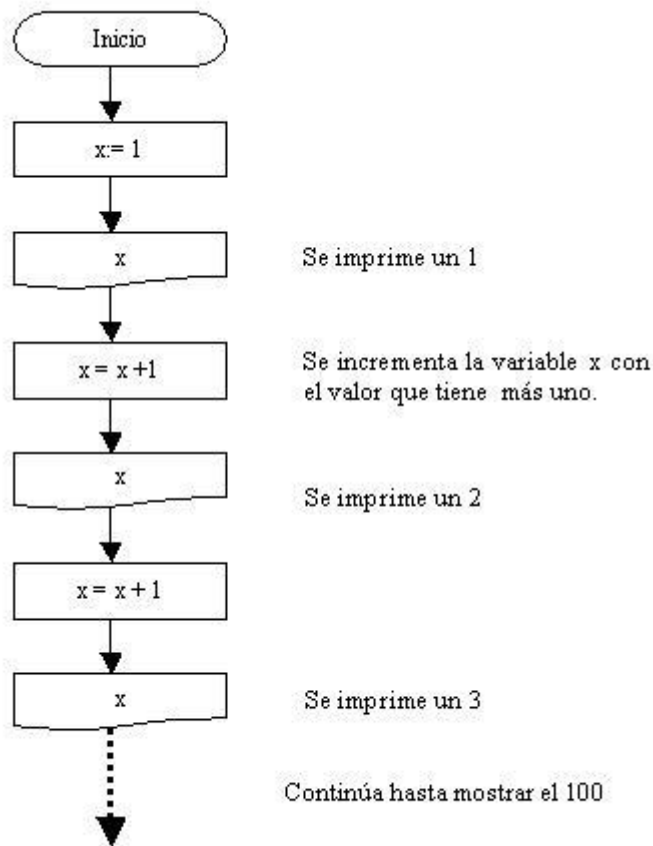 Inicio
x:= 1
x
Se imprime un 1
x = x +1
Se incrementa la variable x con
el valor que tiene más uno.
x
Se imprime un 2
x = x + 1
x
Se imprime un 3
Continúa hasta mostrar el 100